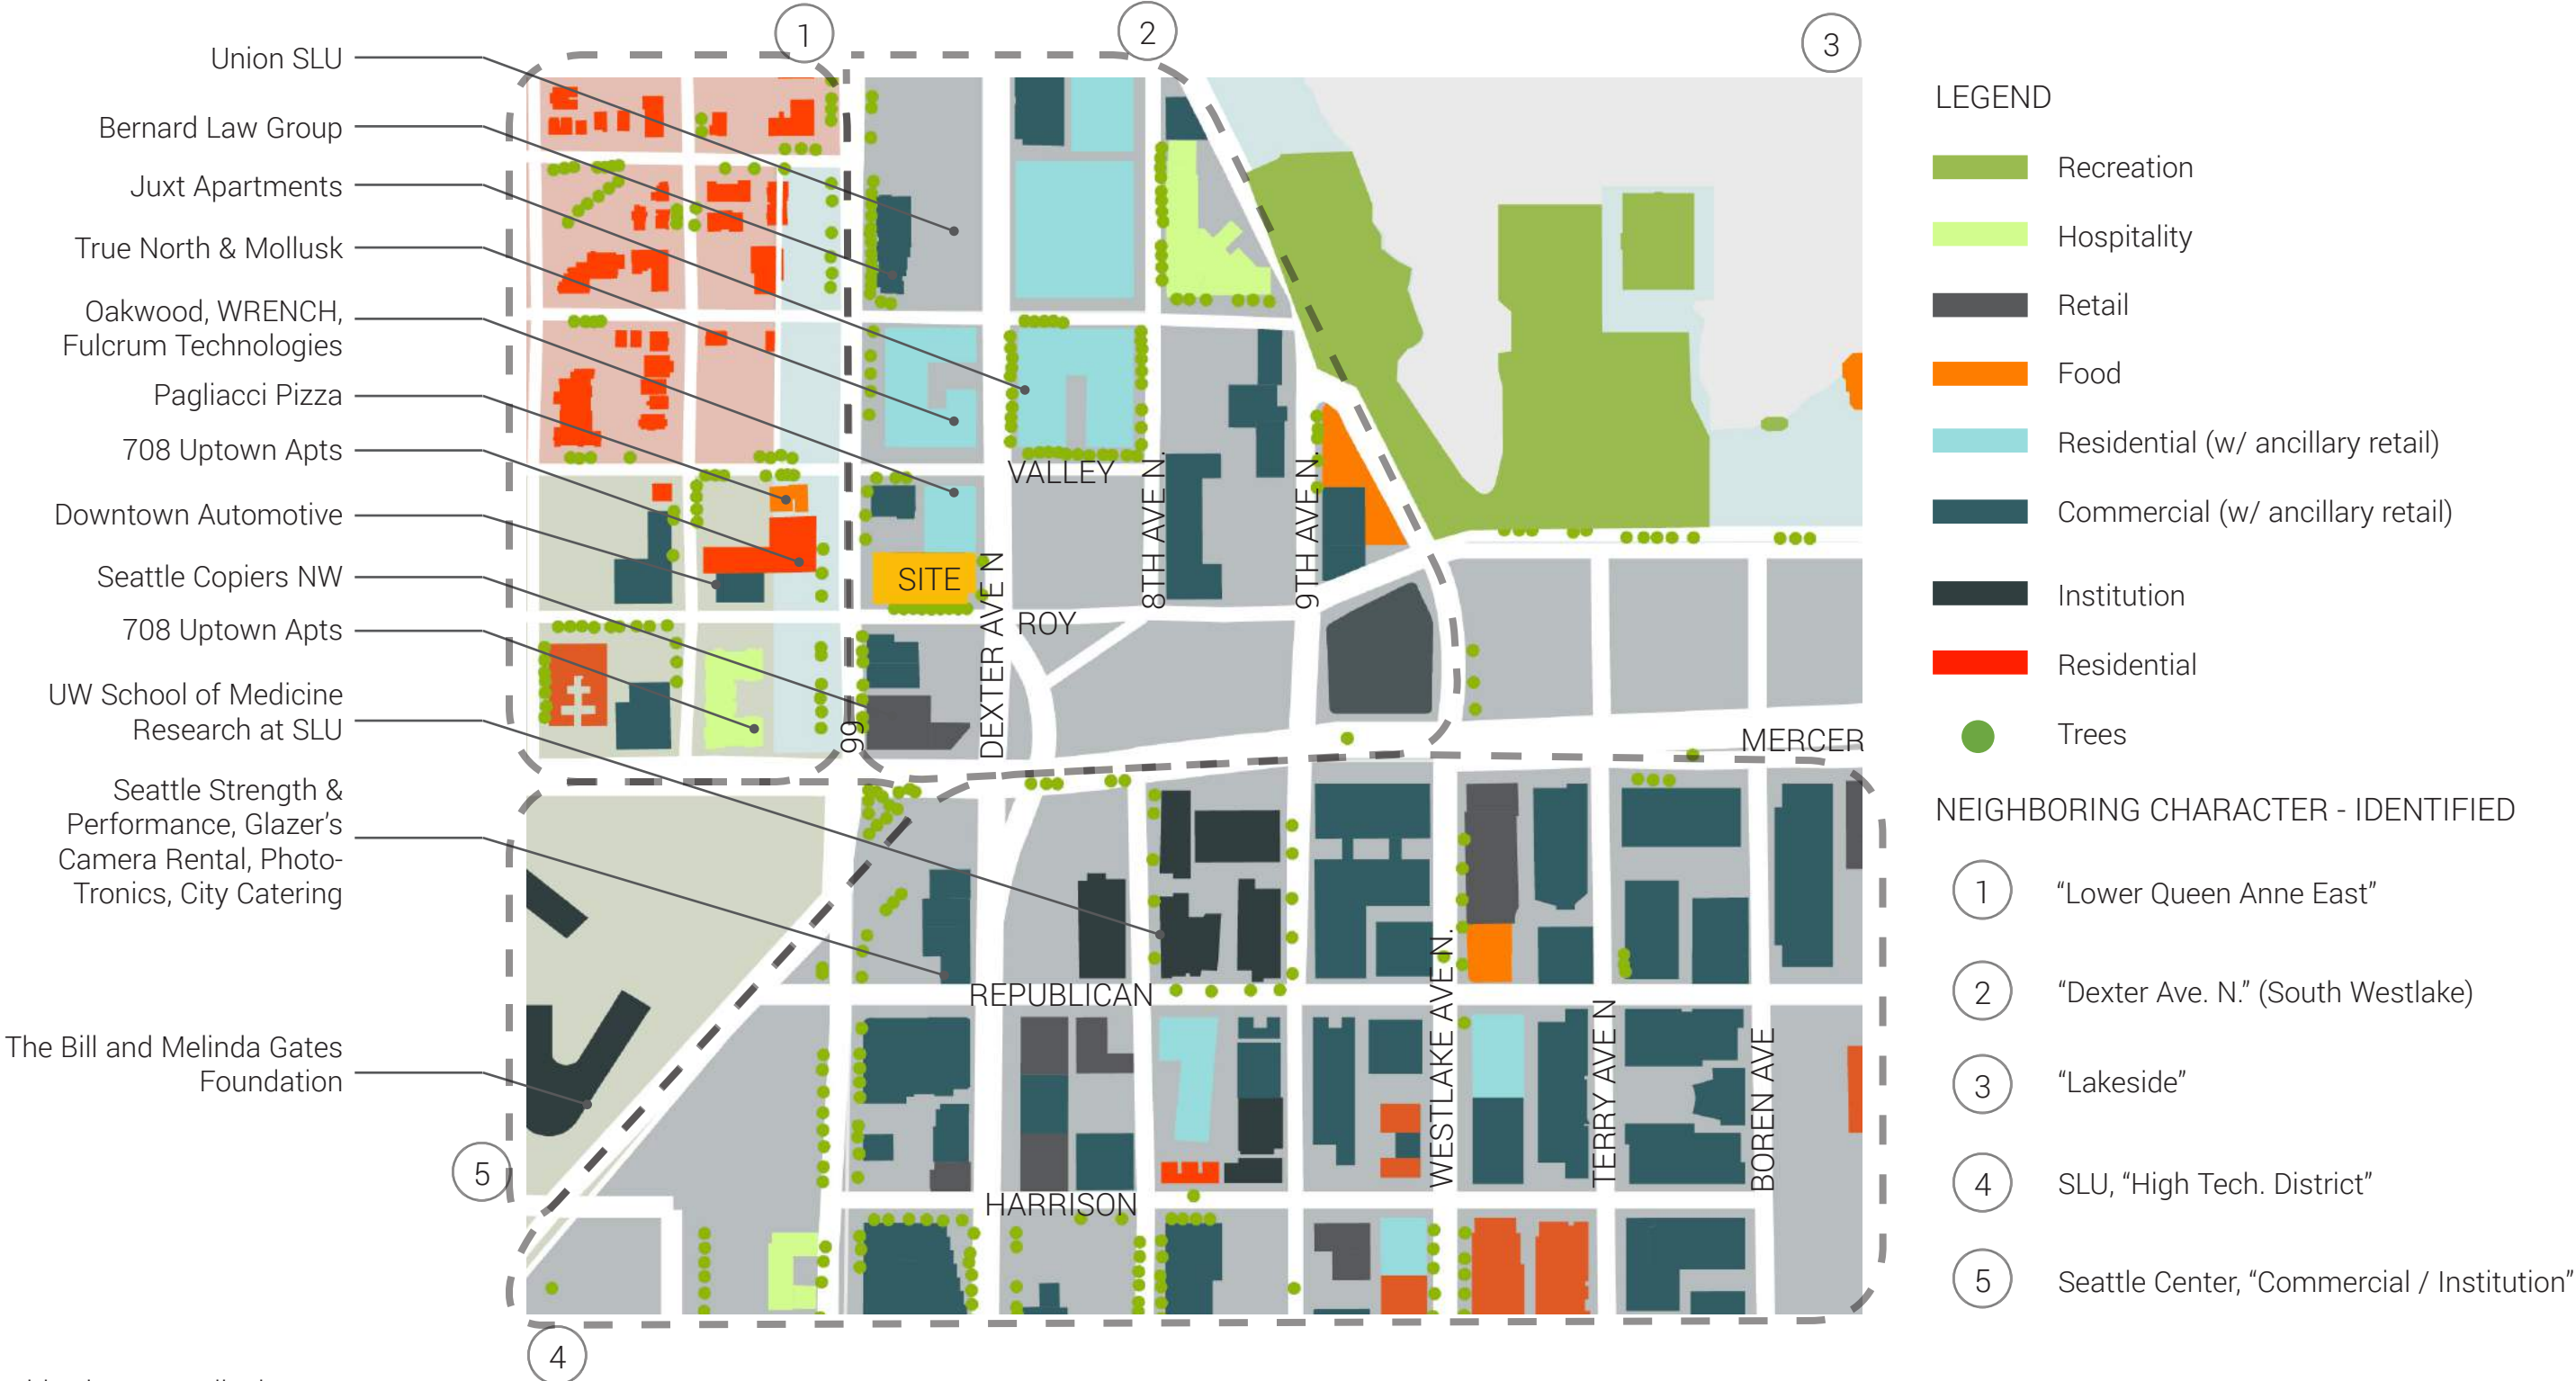 Union SLU
Bernard Law Group
Juxt Apartments
True North & Mollusk
Oakwood, WRENCH,
Fulcrum Technologies
Pagliacci Pizza
708 Uptown Apts
Downtown Automotive
Seattle Copiers NW
708 Uptown Apts
UW School of Medicine
Research at SLU
Seattle Strength &
Performance, Glazer's
Camera Rental, Photo-
Tronics, City Catering
The Bill and Melinda Gates
Foundation
1
2
3
5
4
VALLEY
SITE
ROY
DEXTER AVE N
8TH AVE N.
9TH AVE N.
99
MERCER
REPUBLICAN
WESTLAKE AVE N.
TERRY AVE N
BOREN AVE
HARRISON
LEGEND
Recreation
Hospitality
Retail
Food
Residential (w/ ancillary retail)
Commercial (w/ ancillary retail)
Institution
Residential
Trees
NEIGHBORING CHARACTER - IDENTIFIED
1 “Lower Queen Anne East”
2 “Dexter Ave. N.” (South Westlake)
3 “Lakeside”
4 SLU, “High Tech. District”
5 Seattle Center, “Commercial / Institution”